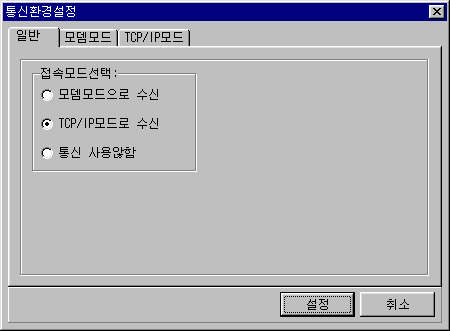 통신환경설정
일반 모뎀모드 TCP/IP모드
접속모드선택:
모뎀모드으로 수신
TCP/IP모드로 수신
통신 사용않함
설정 취소